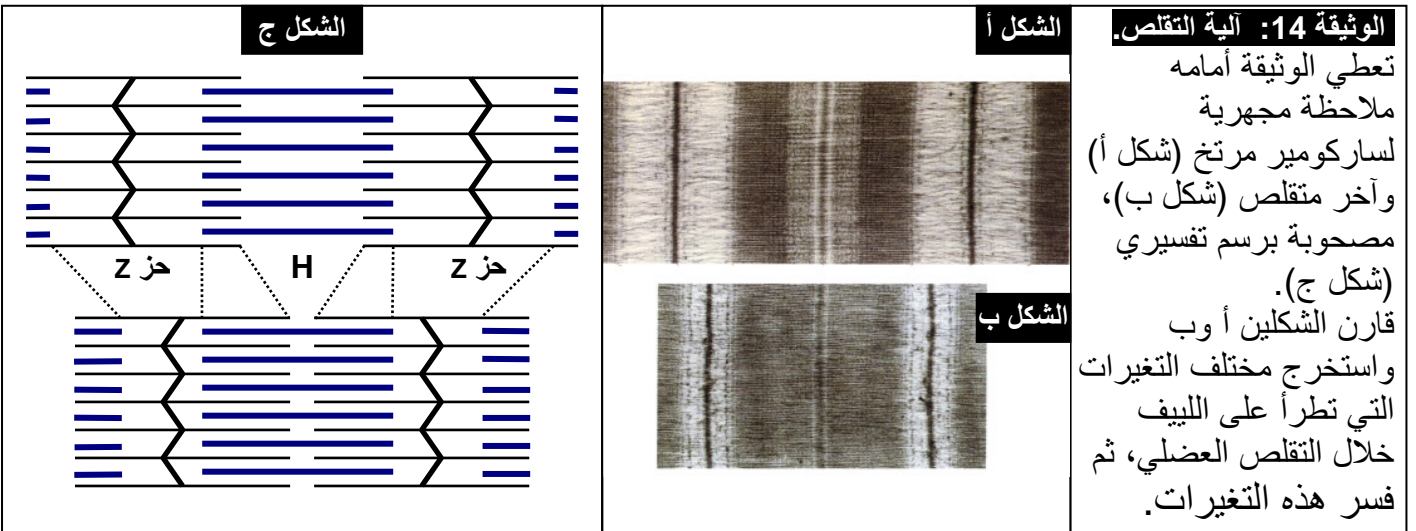 الوثيقة 14: آلية التقلص.
تعطي الوثيقة أمامه
ملاحظة مجهرية
لساركومير مرتخ (شكل أ)
وآخر متقلص (شكل ب)،
مصحوبة برسم تفسيري
(شكل ج).
قارن الشكلين أ وب
واستخرج مختلف التغيرات
التي تطرأ على اللييف
خلال التقلص العضلي، ثم
فسر هذه التغيرات.
الشكل أ
الشكل ب
الشكل ج
حز Z
H
حز Z